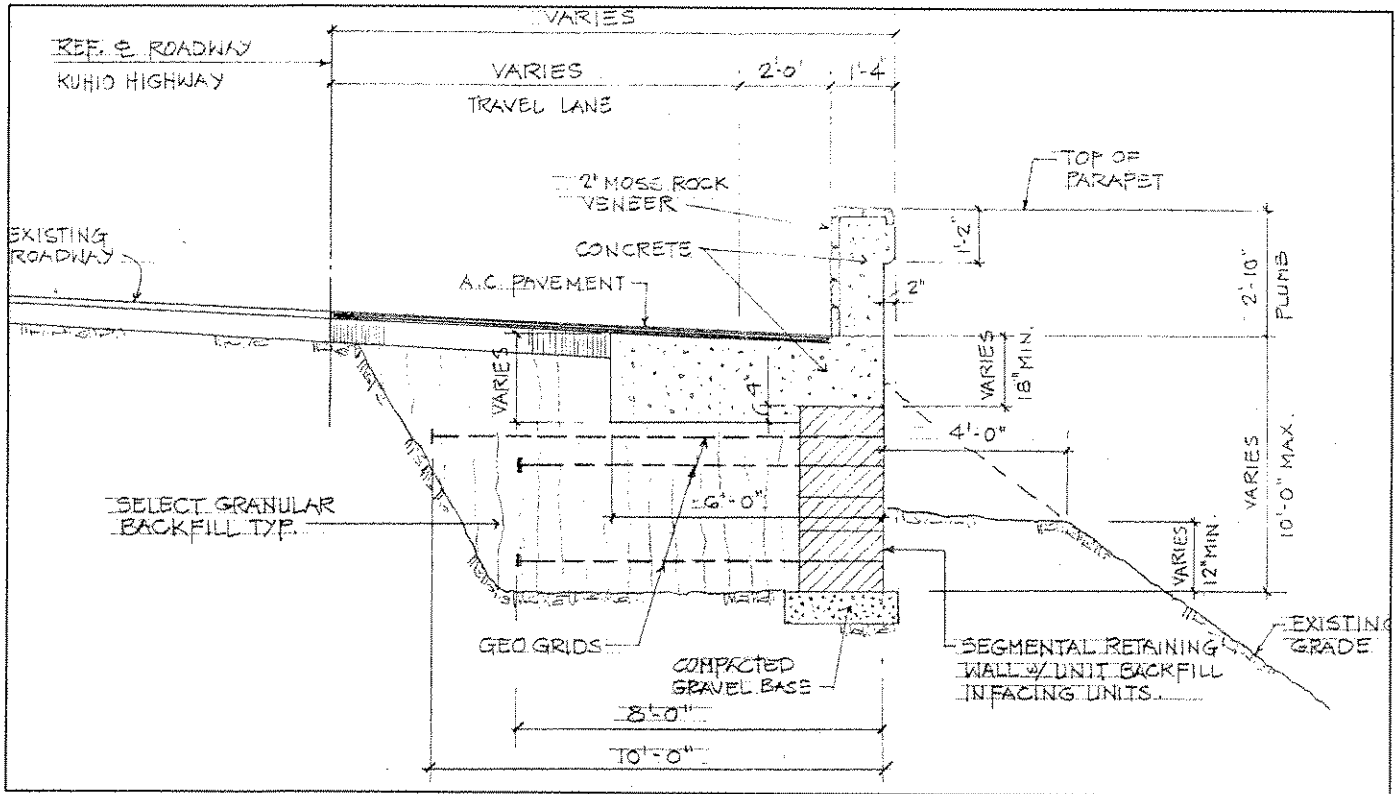 VARIES
REF. ℄ ROADWAY
KUHIO HIGHWAY
VARIES
2'-0"
1'-4"
TRAVEL LANE
TOP OF
PARAPET
2" MOSS ROCK
VENEER
EXISTING
ROADWAY
CONCRETE
1'-2"
A.C. PAVEMENT
2"
2'-10"
PLUMB
VARIES
4"
VARIES
18" MIN.
4'-0"
SELECT GRANULAR
BACKFILL TYP.
6'-0"
VARIES
10'-0" MAX.
VARIES
12" MIN.
GEO GRIDS
COMPACTED
GRAVEL BASE
SEGMENTAL RETAINING
WALL W/ UNIT BACKFILL
IN FACING UNITS.
EXISTING
GRADE
8'-0"
10'-0"